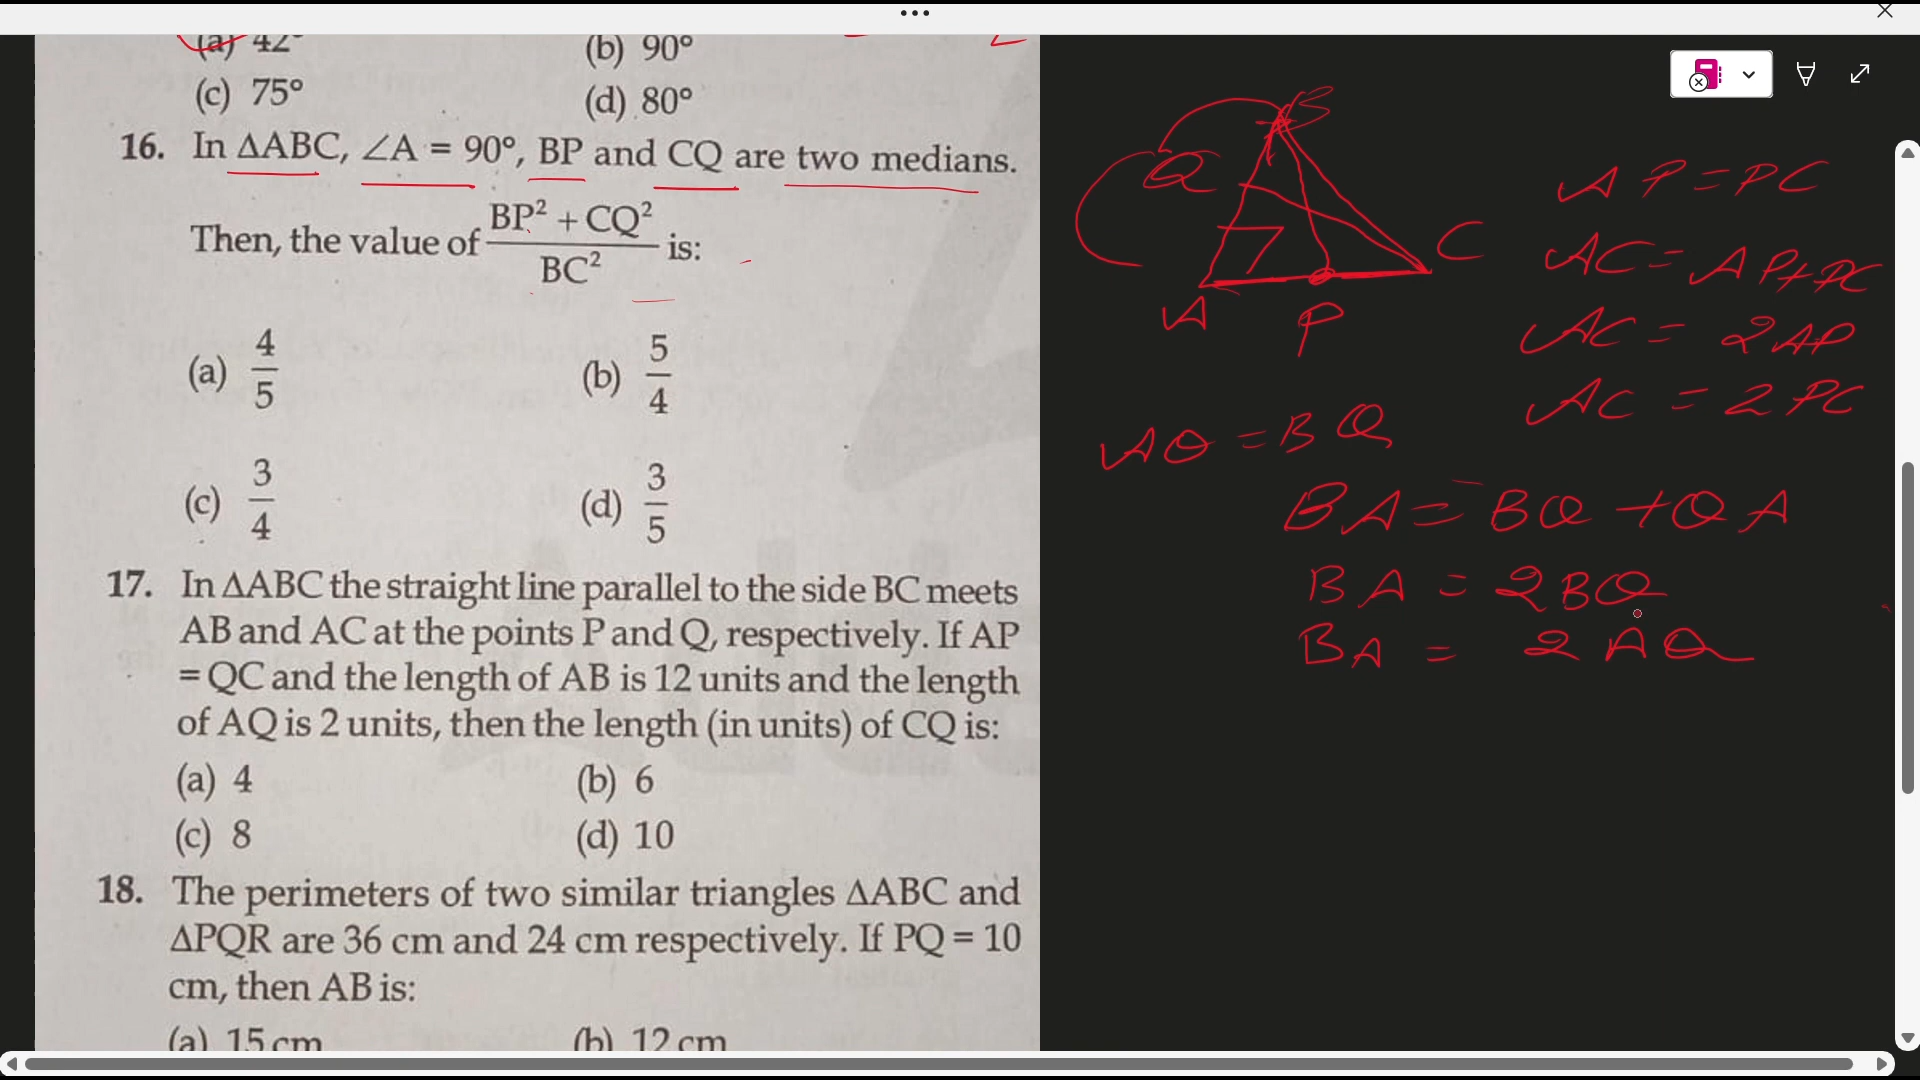 (a) 42° (b) 90°
(c) 75° (d) 80°
16. In ΔABC, ∠A = 90°, BP and CQ are two medians.
Then, the value of (BP² + CQ²)/BC² is:
(a) 4/5 (b) 5/4
(c) 3/4 (d) 3/5
17. In ΔABC the straight line parallel to the side BC meets
AB and AC at the points P and Q, respectively. If AP
= QC and the length of AB is 12 units and the length
of AQ is 2 units, then the length (in units) of CQ is:
(a) 4 (b) 6
(c) 8 (d) 10
18. The perimeters of two similar triangles ΔABC and
ΔPQR are 36 cm and 24 cm respectively. If PQ = 10
cm, then AB is:
(a) 15 cm (b) 12 cm
B
Q
C
A
P
AP = PC
AC = AP + PC
AC = 2AP
AC = 2PC
AQ = BQ
BA = BQ + QA
BA = 2BQ
BA = 2AQ